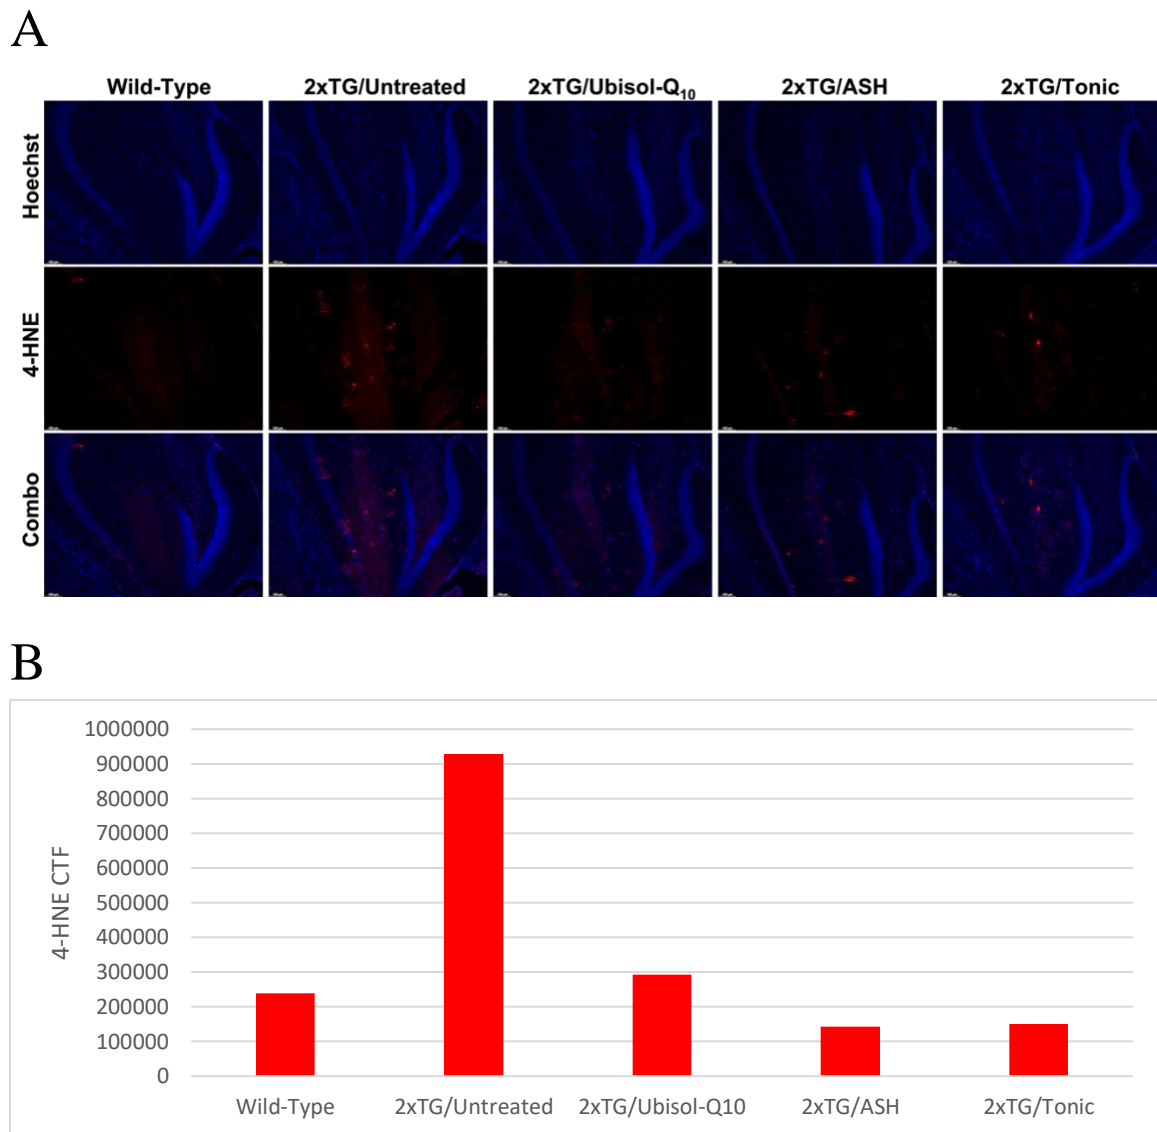 A
Wild-Type 2xTG/Untreated 2xTG/Ubisol-Q₁₀ 2xTG/ASH 2xTG/Tonic
Hoechst
4-HNE
Combo
B
4-HNE CTF
1000000
900000
800000
700000
600000
500000
400000
300000
200000
100000
0
Wild-Type 2xTG/Untreated 2xTG/Ubisol-Q10 2xTG/ASH 2xTG/Tonic